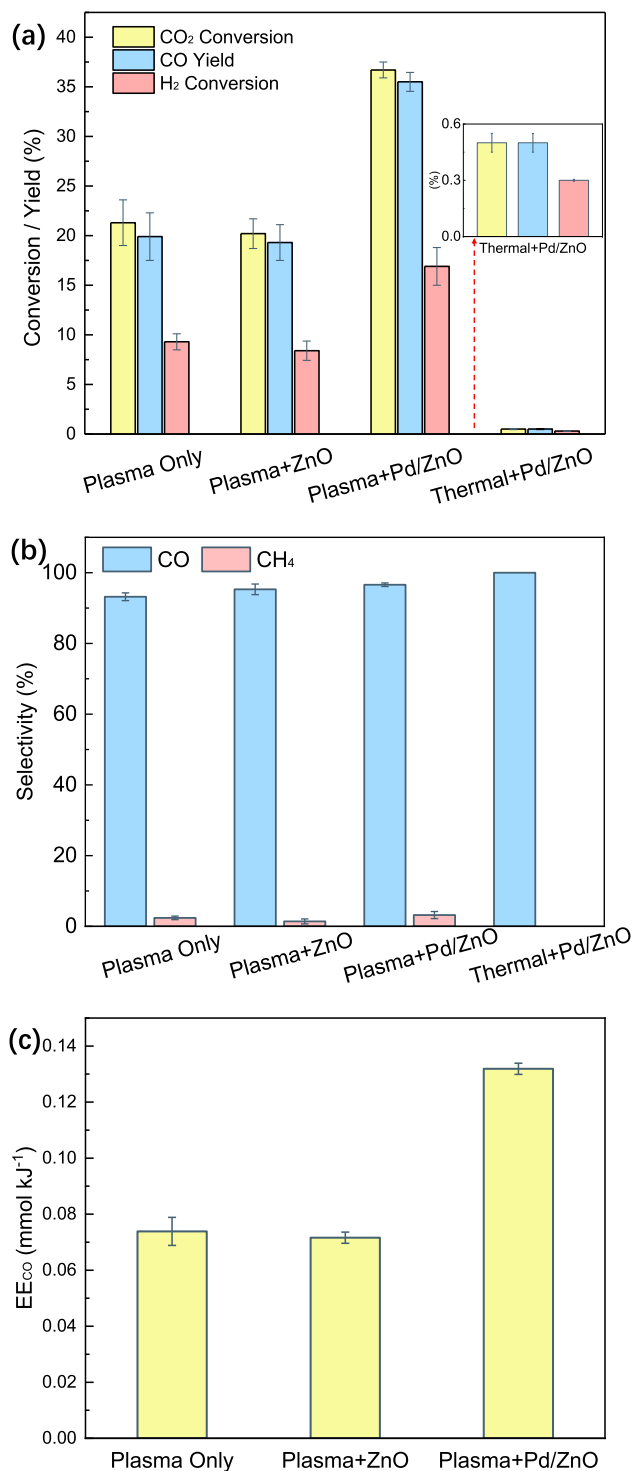 (a)
CO₂ Conversion
CO Yield
H₂ Conversion
Conversion / Yield (%)
40
35
30
25
20
15
10
5
0
0.6
0.3
0.0
(%)
Thermal+Pd/ZnO
Plasma Only
Plasma+ZnO
Plasma+Pd/ZnO
Thermal+Pd/ZnO
(b)
CO
CH₄
Selectivity (%)
100
80
60
40
20
0
Plasma Only
Plasma+ZnO
Plasma+Pd/ZnO
Thermal+Pd/ZnO
(c)
EE_CO (mmol kJ⁻¹)
0.14
0.12
0.10
0.08
0.06
0.04
0.02
0.00
Plasma Only
Plasma+ZnO
Plasma+Pd/ZnO